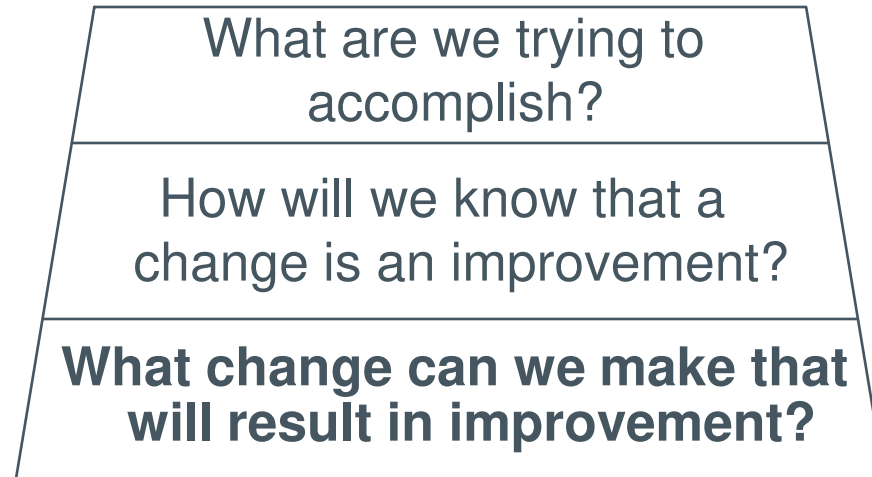 What are we trying to
accomplish?
How will we know that a
change is an improvement?
What change can we make that
will result in improvement?